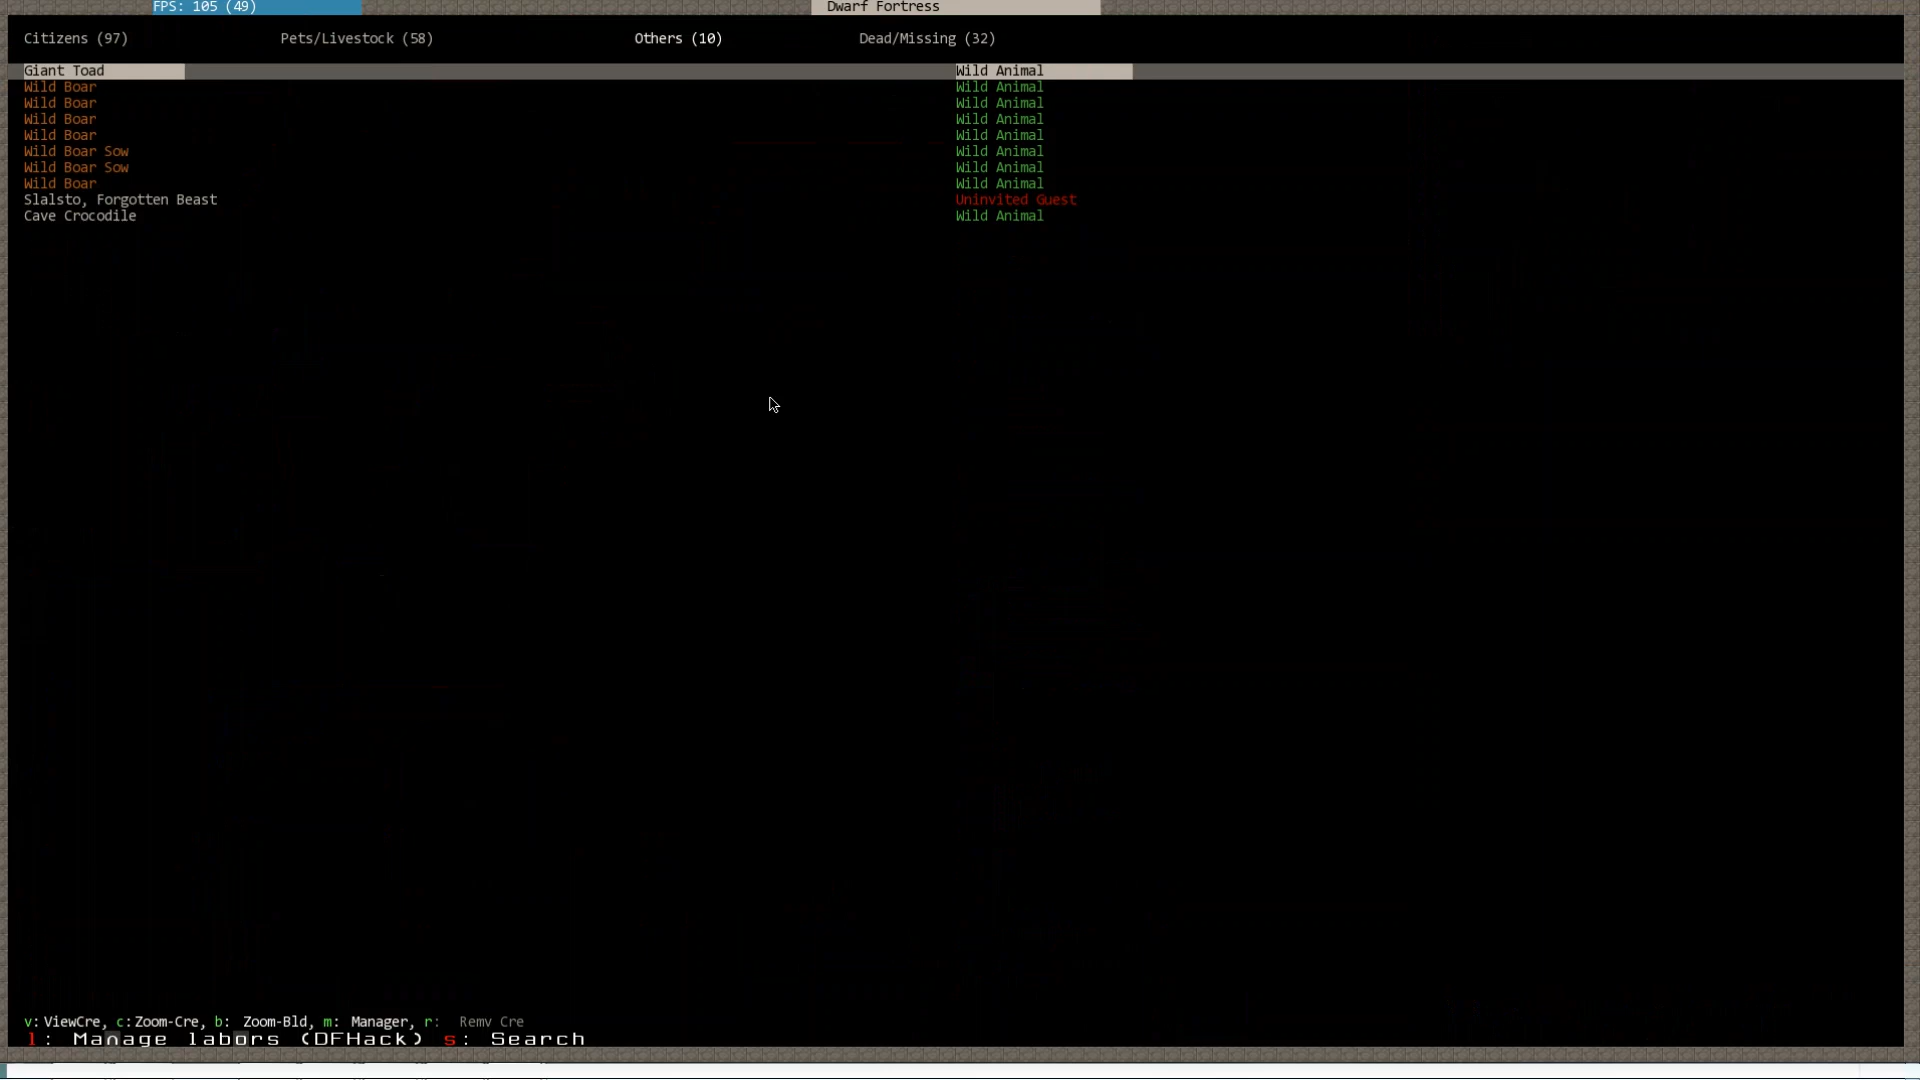 FPS: 105 (49) Dwarf Fortress
Citizens (97) Pets/Livestock (58) Others (10) Dead/Missing (32)
Giant Toad Wild Animal
Wild Boar Wild Animal
Wild Boar Wild Animal
Wild Boar Wild Animal
Wild Boar Wild Animal
Wild Boar Sow Wild Animal
Wild Boar Sow Wild Animal
Wild Boar Wild Animal
Slalsto, Forgotten Beast Uninvited Guest
Cave Crocodile Wild Animal
v: ViewCre, c: Zoom-Cre, b: Zoom-Bld, m: Manager, r: Remv Cre
l: Manage labors (DFHack) s: Search